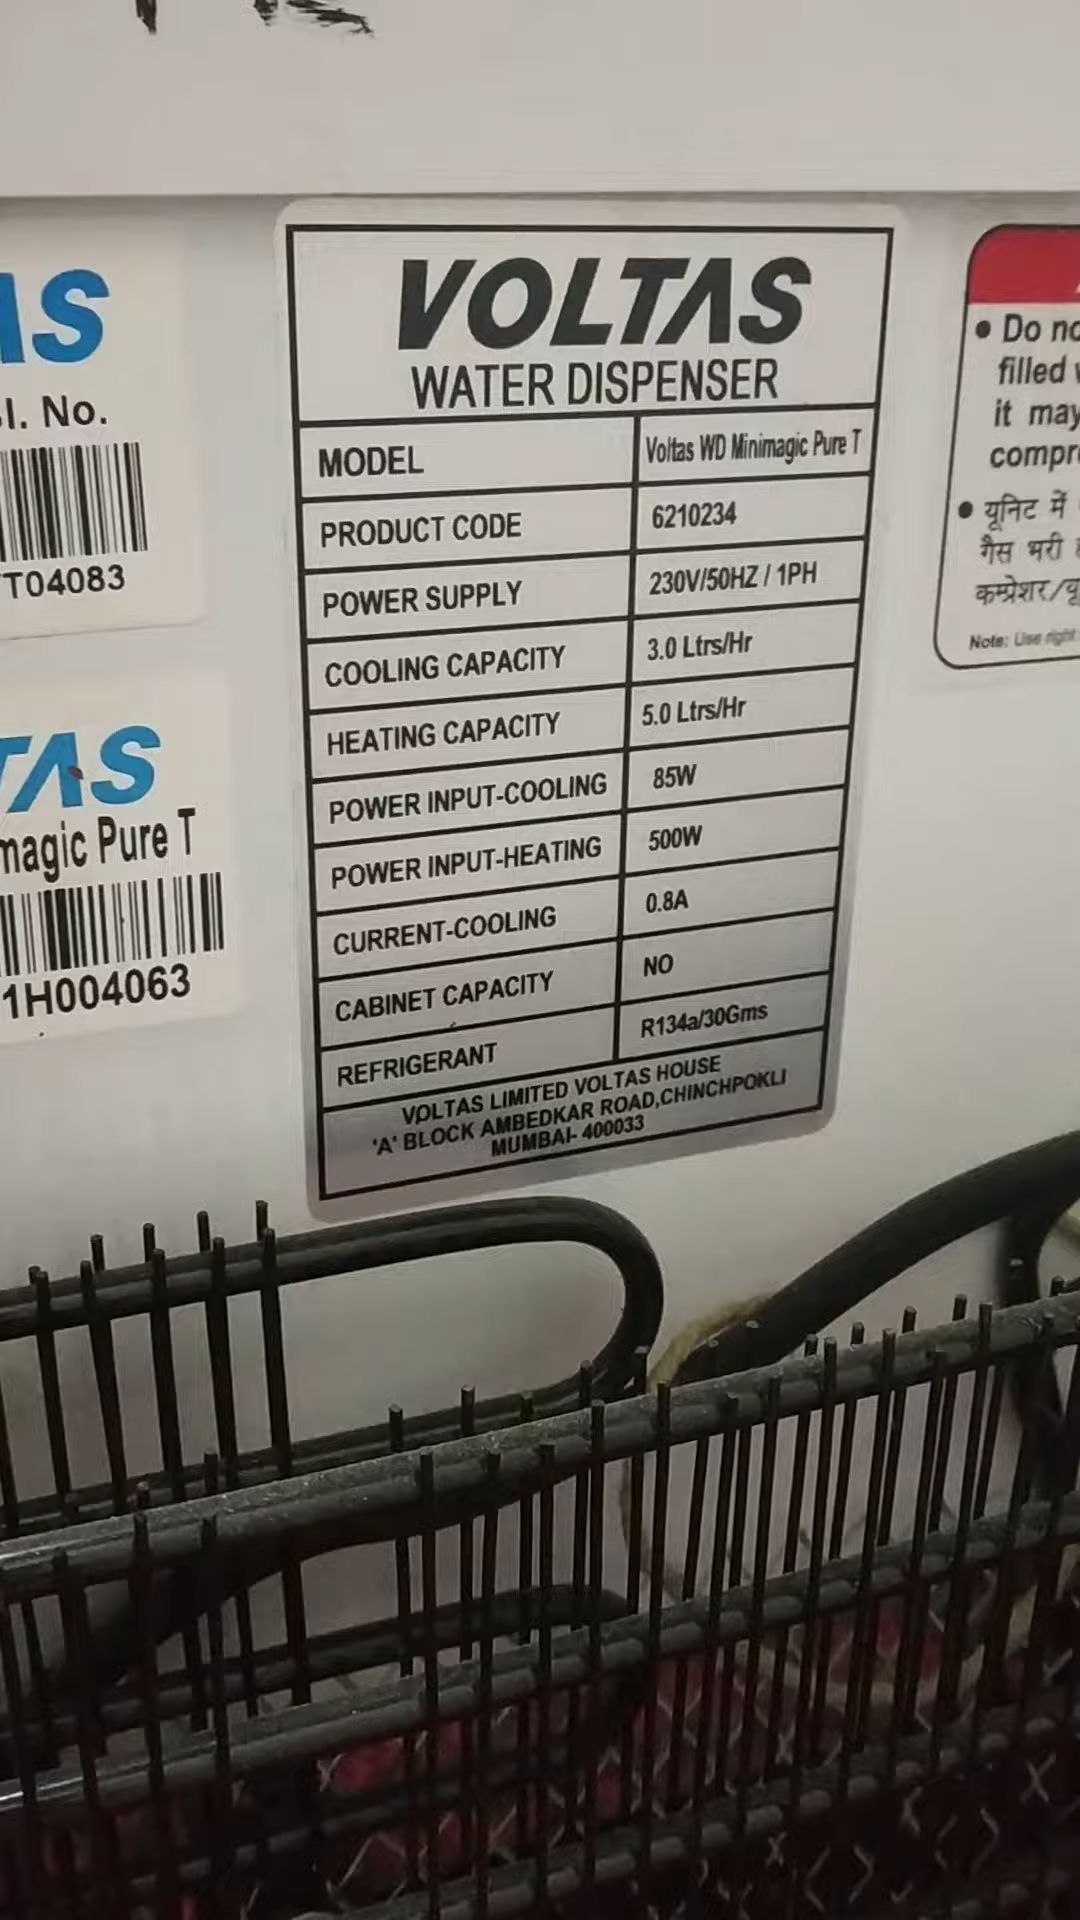 VOLTAS
WATER DISPENSER
MODEL Voltas WD Minimagic Pure T
PRODUCT CODE 6210234
POWER SUPPLY 230V/50HZ / 1PH
COOLING CAPACITY 3.0 Ltrs/Hr
HEATING CAPACITY 5.0 Ltrs/Hr
POWER INPUT-COOLING 85W
POWER INPUT-HEATING 500W
CURRENT-COOLING 0.8A
CABINET CAPACITY NO
REFRIGERANT R134a/30Gms
VOLTAS LIMITED VOLTAS HOUSE
'A' BLOCK AMBEDKAR ROAD,CHINCHPOKLI
MUMBAI- 400033
AS
l. No.
T04083
TAS
magic Pure T
1H004063
Do no
filled
it may
compr
यूनिट में
गैस भरी
कम्प्रेशर/यू
Note: Use right